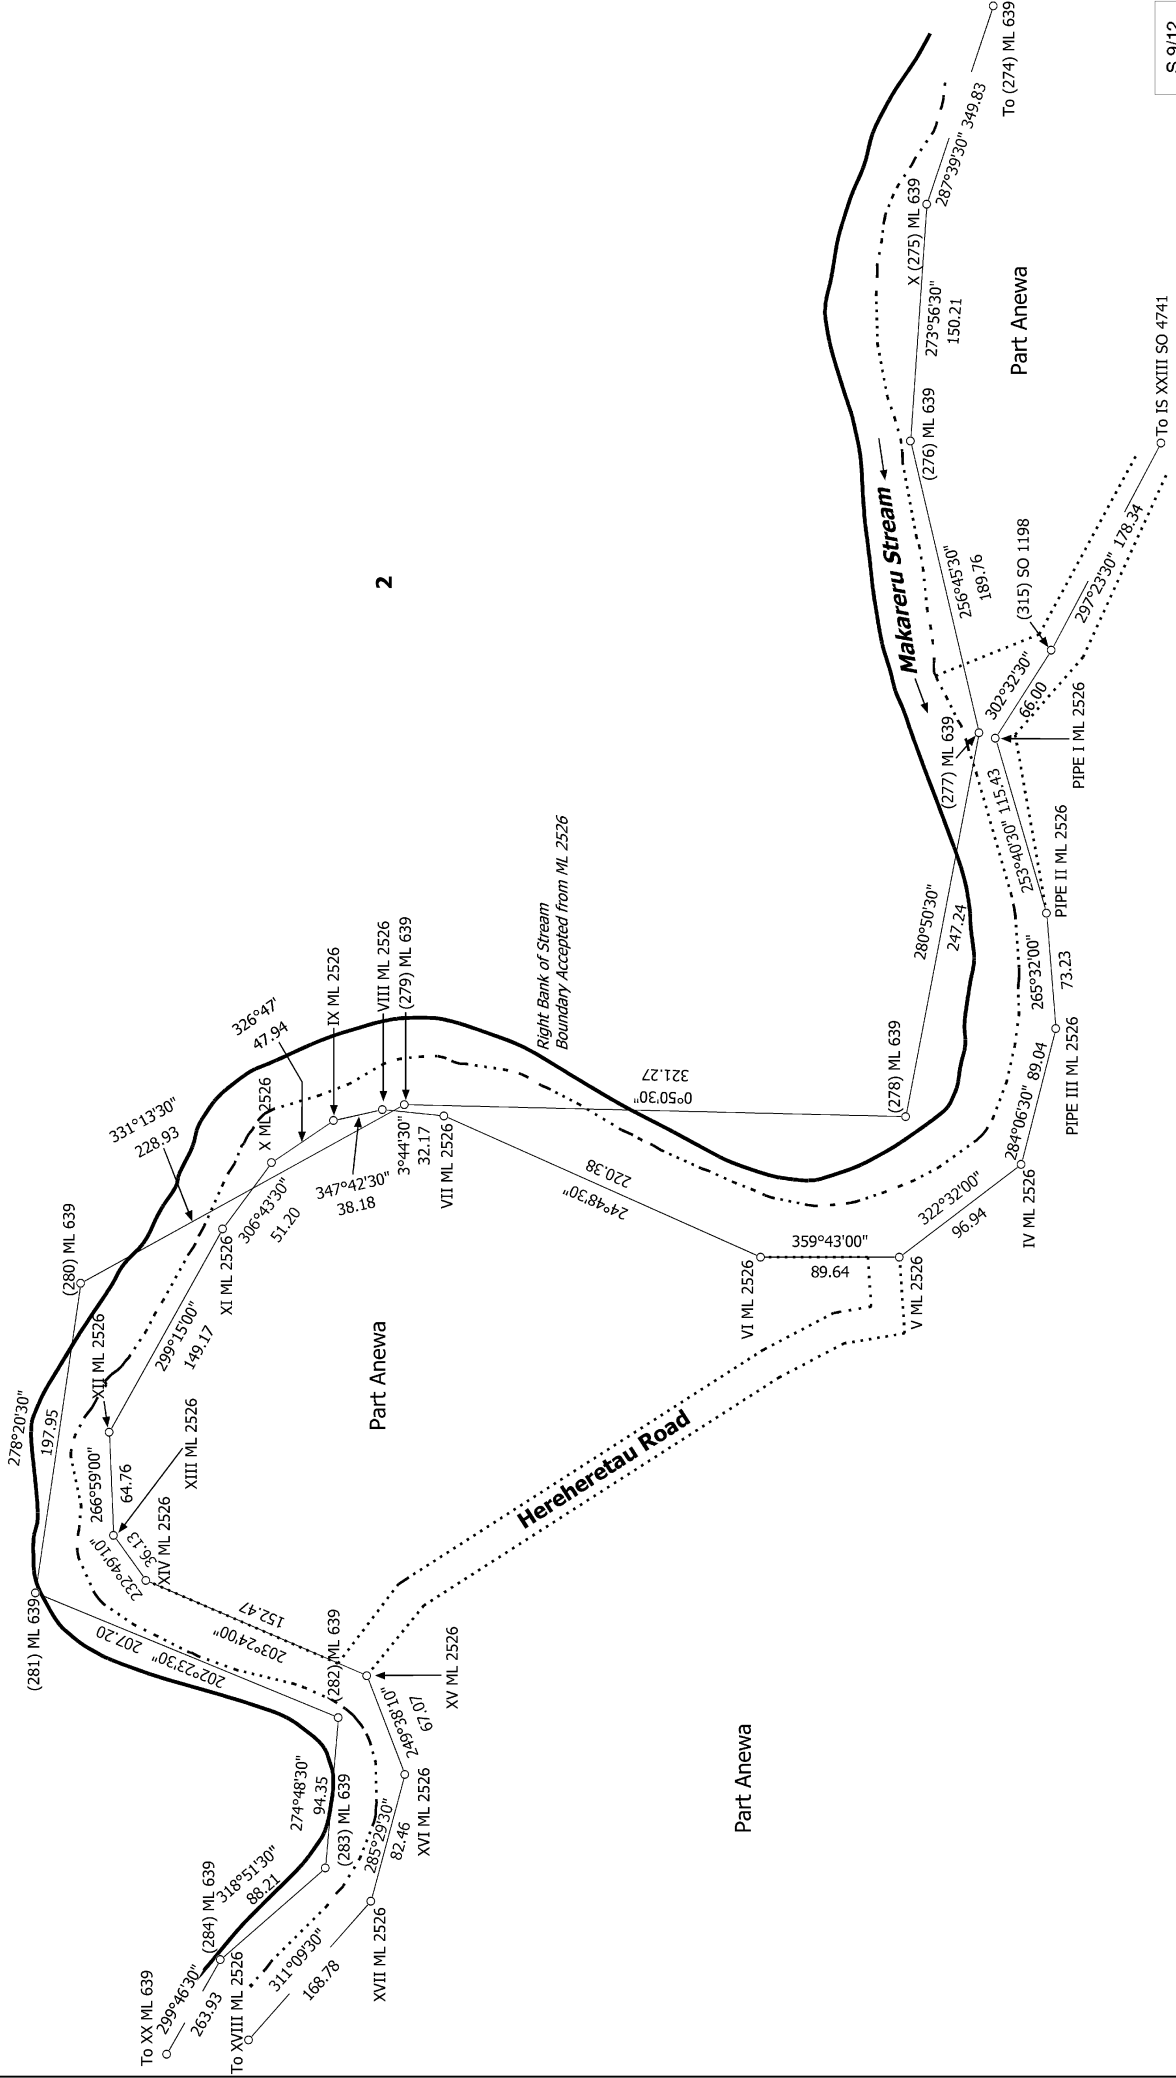 To (274) ML 639
S 9/12
287°39'30" 349.83
X (275) ML 639
273°56'30"
150.21
Part Anewa
To IS XXIII SO 4741
(276) ML 639
Makareru Stream
256°45'30"
189.76
(315) SO 1198
297°23'30" 178.34
302°32'30"
66.00
(277) ML 639
PIPE I ML 2526
253°40'30" 115.43
PIPE II ML 2526
280°50'30"
247.24
265°32'00"
73.23
PIPE III ML 2526
(278) ML 639
284°06'30" 89.04
IV ML 2526
322°32'00"
96.94
V ML 2526
359°43'00"
89.64
VI ML 2526
2
Right Bank of Stream
Boundary Accepted from ML 2526
0°50'30"
321.27
24°48'30"
220.38
(279) ML 639
VIII ML 2526
IX ML 2526
326°47'
47.94
X ML 2526
331°13'30"
228.93
3°44'30"
32.17
VII ML 2526
347°42'30"
38.18
306°43'30"
51.20
XI ML 2526
(280) ML 639
299°15'00"
149.17
XII ML 2526
278°20'30"
197.95
266°59'00"
64.76
XIII ML 2526
232°49'10"
36.13
XIV ML 2526
Part Anewa
Hereheretau Road
(281) ML 639
202°23'30" 207.20
203°24'00"
152.47
(282) ML 639
XV ML 2526
249°38'10"
67.07
XVI ML 2526
274°48'30"
94.35
(283) ML 639
285°29'30"
82.46
XVII ML 2526
Part Anewa
318°51'30"
88.21
(284) ML 639
311°09'30"
168.78
To XVIII ML 2526
299°46'30"
263.93
To XX ML 639